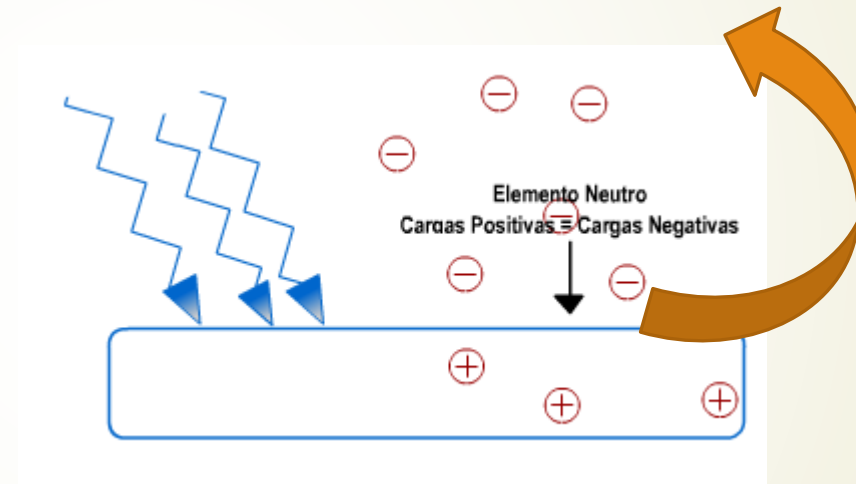 Elemento Neutro
Cargas Positivas = Cargas Negativas